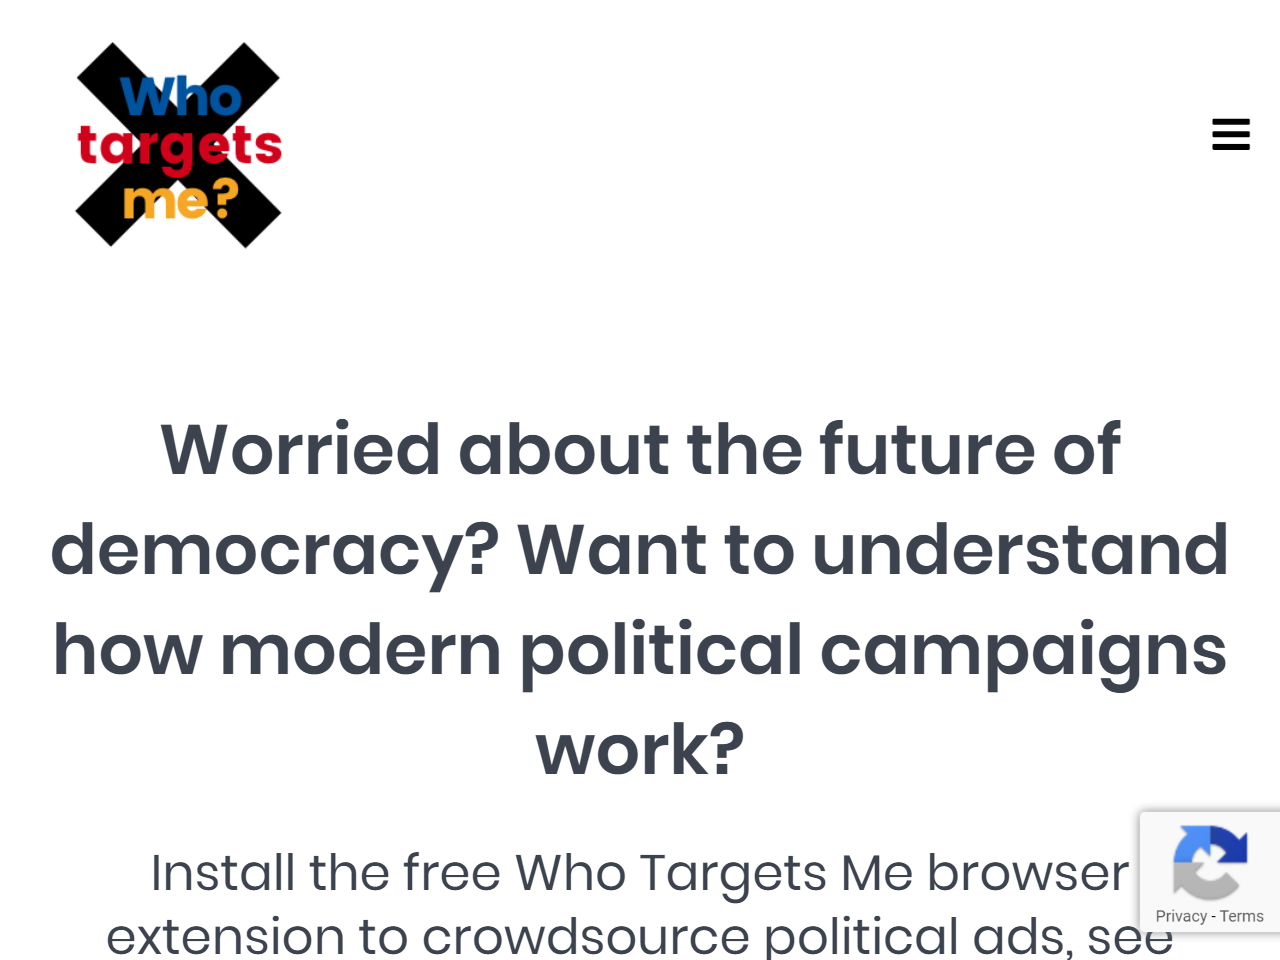 Who
targets
me?
Worried about the future of
democracy? Want to understand
how modern political campaigns
work?
Install the free Who Targets Me browser
extension to crowdsource political ads, see
Privacy - Terms